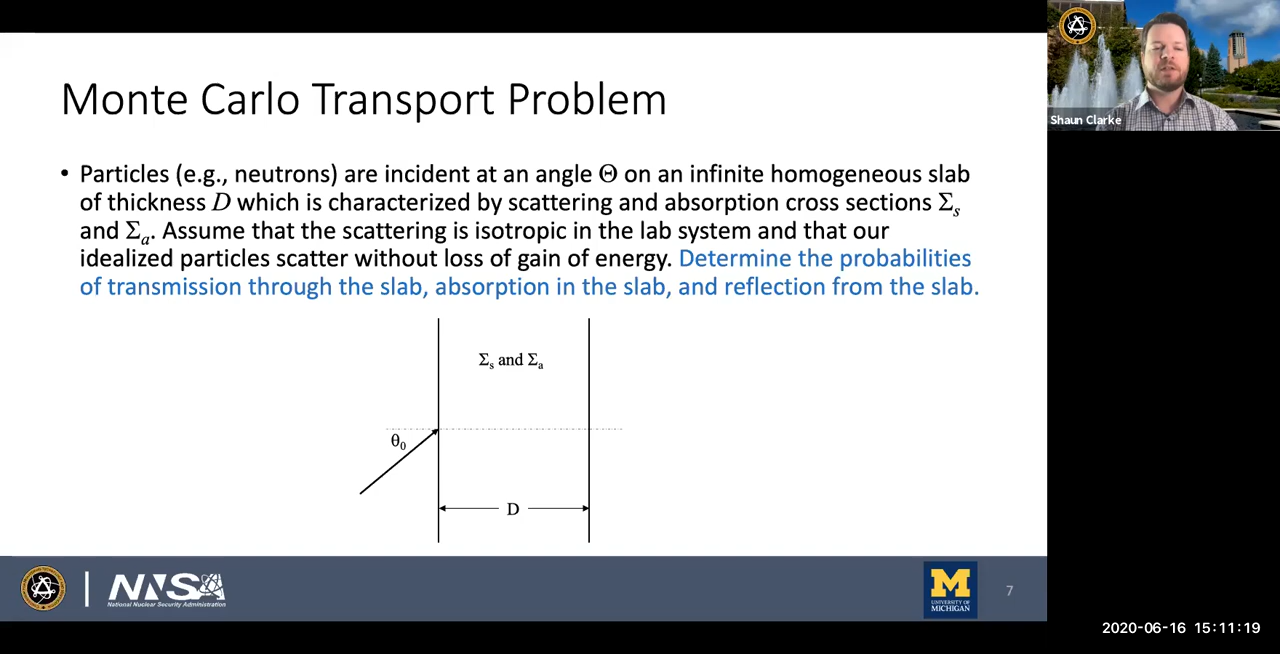 Monte Carlo Transport Problem
Shaun Clarke
• Particles (e.g., neutrons) are incident at an angle Θ on an infinite homogeneous slab
of thickness D which is characterized by scattering and absorption cross sections Σs
and Σa. Assume that the scattering is isotropic in the lab system and that our
idealized particles scatter without loss of gain of energy. Determine the probabilities
of transmission through the slab, absorption in the slab, and reflection from the slab.
Σs and Σa
θ0
D
NNSA
National Nuclear Security Administration
M
UNIVERSITY OF
MICHIGAN
7
2020-06-16 15:11:19